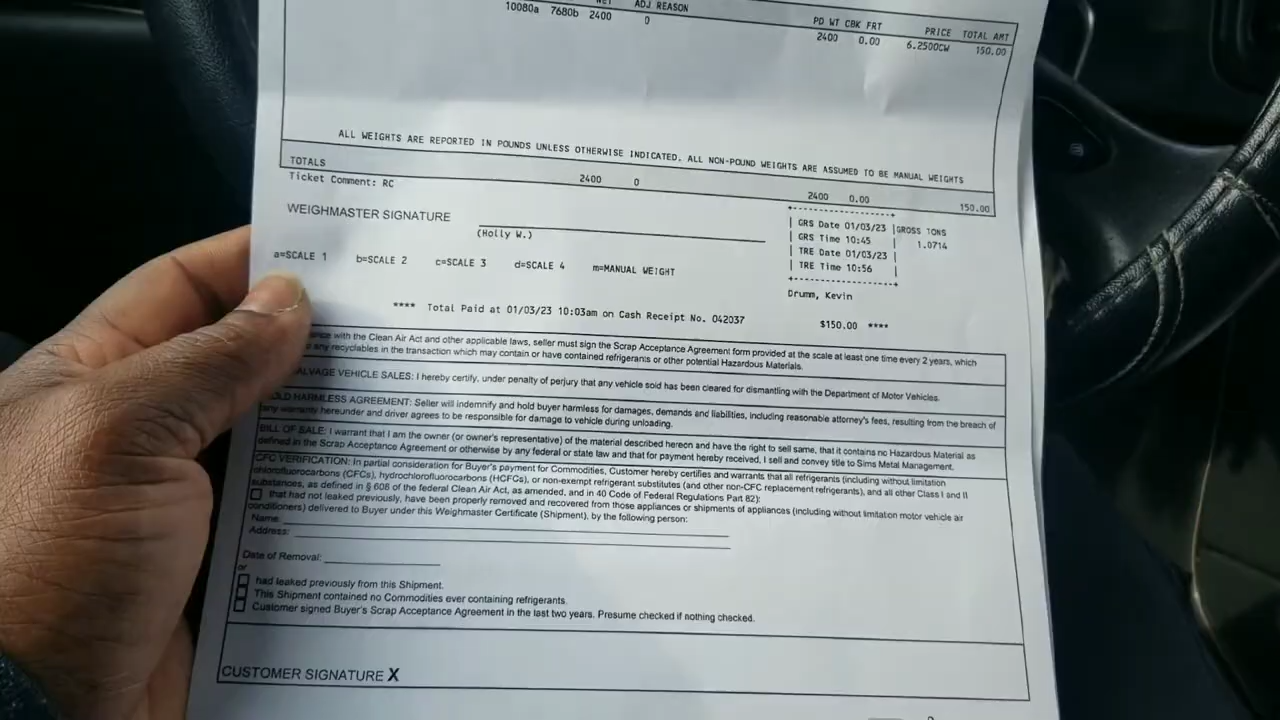 ADJ REASON
10080a 7680b 2400 0
PD WT CBK FRT PRICE TOTAL AMT
2400 0.00 6.2500CW 150.00
ALL WEIGHTS ARE REPORTED IN POUNDS UNLESS OTHERWISE INDICATED. ALL NON-POUND WEIGHTS ARE ASSUMED TO BE MANUAL WEIGHTS
TOTALS 2400 0 2400 0.00 150.00
Ticket Comment: RC
WEIGHMASTER SIGNATURE
(Holly W.)
GRS Date 01/03/23 GROSS TONS
GRS Time 10:45 1.0714
TRE Date 01/03/23
TRE Time 10:56
a=SCALE 1 b=SCALE 2 c=SCALE 3 d=SCALE 4 m=MANUAL WEIGHT
Drumm, Kevin
**** Total Paid at 01/03/23 10:03am on Cash Receipt No. 042037 $150.00 ****
with the Clean Air Act and other applicable laws, seller must sign the Scrap Acceptance Agreement form provided at the scale at least one time every 2 years, which
any recyclables in the transaction which may contain or have contained refrigerants or other potential Hazardous Materials.
VEHICLE SALES: I hereby certify, under penalty of perjury that any vehicle sold has been cleared for dismantling with the Department of Motor Vehicles.
HARMLESS AGREEMENT: Seller will indemnify and hold buyer harmless for damages, demands and liabilities, including reasonable attorney's fees, resulting from the breach of
any warranty hereunder and driver agrees to be responsible for damage to vehicle during unloading.
BILL OF SALE: I warrant that I am the owner (or owner's representative) of the material described hereon and have the right to sell same, that it contains no Hazardous Material as
defined in the Scrap Acceptance Agreement or otherwise by any federal or state law and that for payment hereby received, I sell and convey title to Sims Metal Management.
CFC VERIFICATION: In partial consideration for Buyer's payment for Commodities, Customer hereby certifies and warrants that all refrigerants (including without limitation
chlorofluorocarbons (CFCs), hydrochlorofluorocarbons (HCFCs), or non-exempt refrigerant substitutes (and other non-CFC replacement refrigerants), and all other Class I and II
substances, as defined in § 608 of the federal Clean Air Act, as amended, and in 40 Code of Federal Regulations Part 82):
that had not leaked previously, have been properly removed and recovered from those appliances or shipments of appliances (including without limitation motor vehicle air
conditioners) delivered to Buyer under this Weighmaster Certificate (Shipment), by the following person:
Name:
Address:
Date of Removal:
or
had leaked previously from this Shipment.
This Shipment contained no Commodities ever containing refrigerants.
Customer signed Buyer's Scrap Acceptance Agreement in the last two years. Presume checked if nothing checked.
CUSTOMER SIGNATURE X